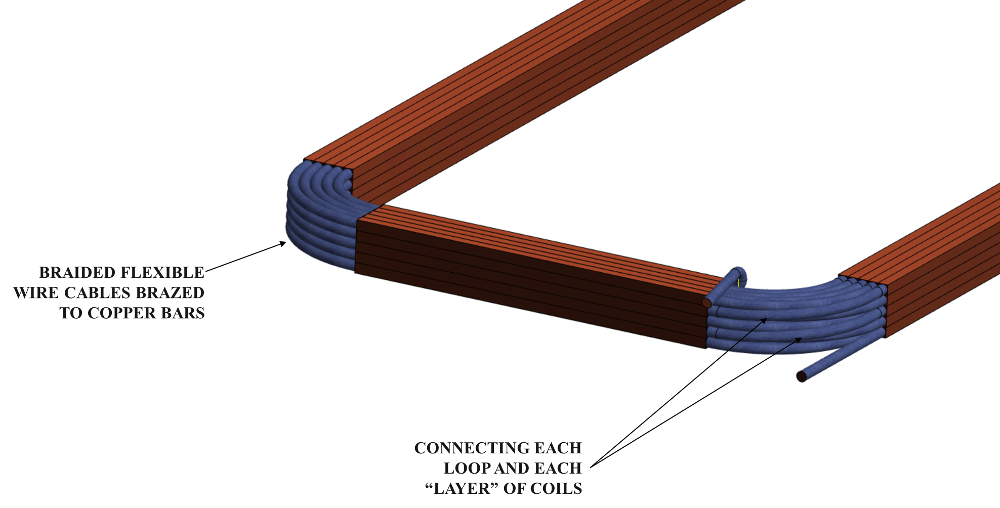 BRAIDED FLEXIBLE
WIRE CABLES BRAZED
TO COPPER BARS
CONNECTING EACH
LOOP AND EACH
“LAYER” OF COILS